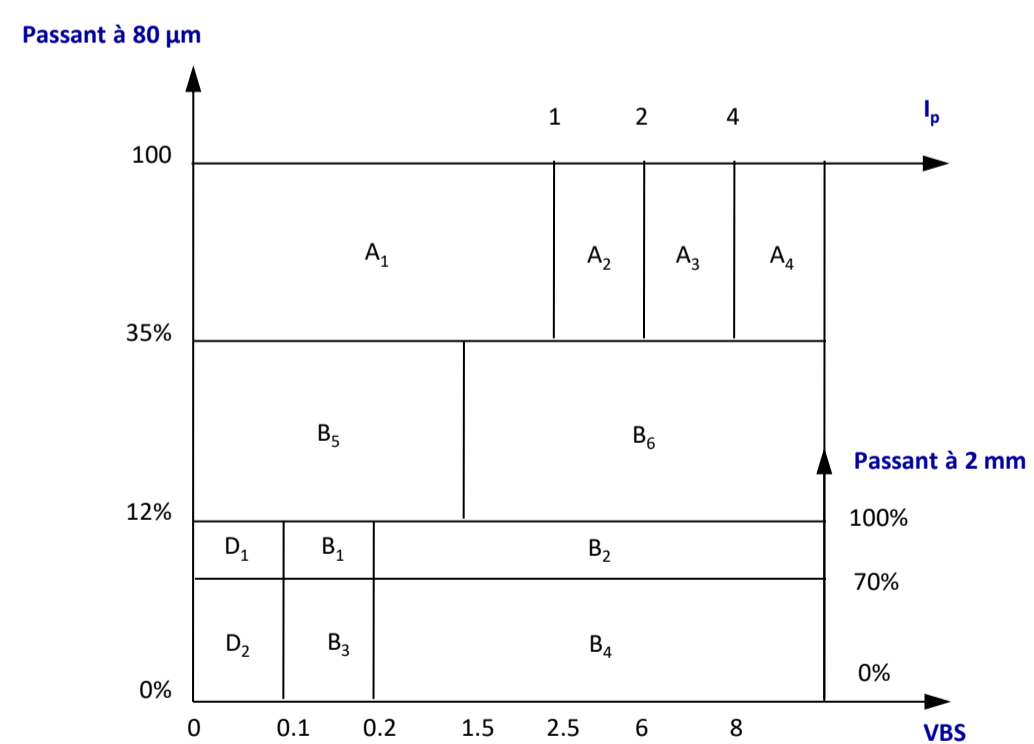 Passant à 80 µm
1 2 4 Iₚ
100
A₁ A₂ A₃ A₄
35%
B₅ B₆
Passant à 2 mm
12% 100%
D₁ B₁ B₂
70%
D₂ B₃ B₄
0% 0%
0 0.1 0.2 1.5 2.5 6 8 VBS